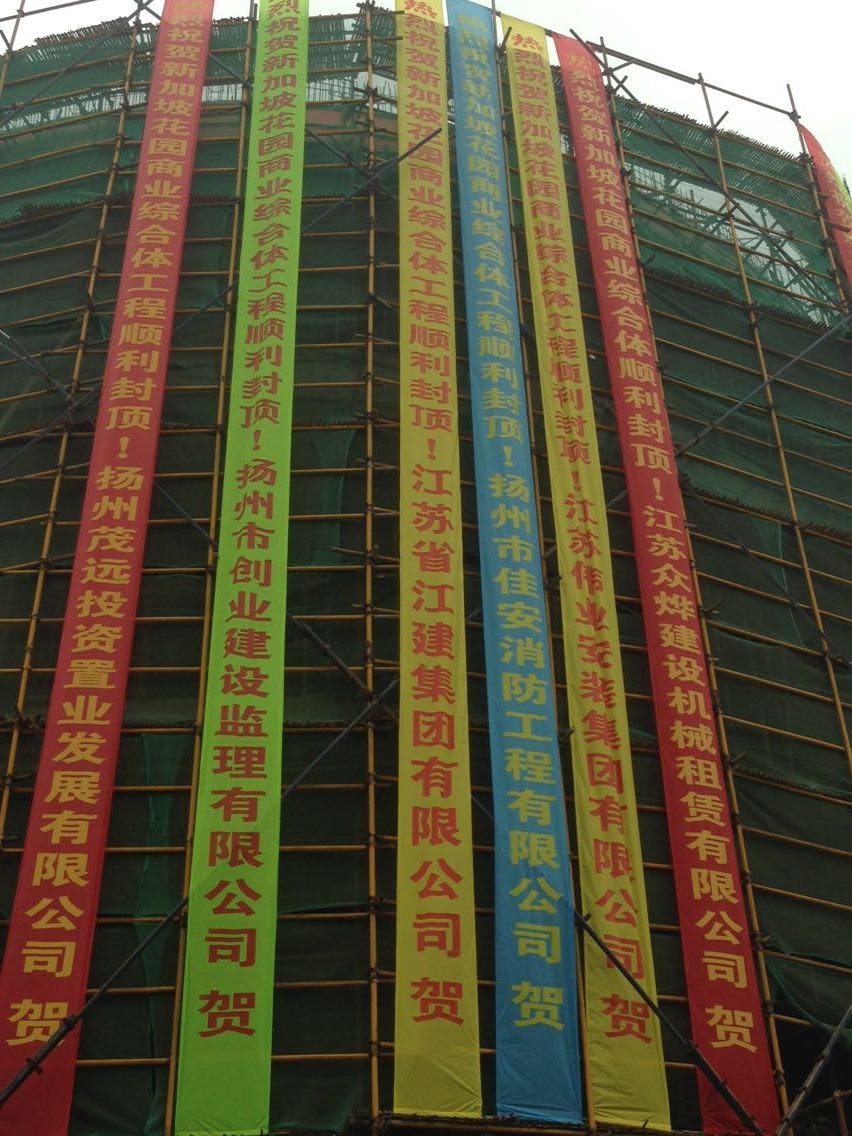 热烈祝贺新加坡花园商业综合体工程顺利封顶！扬州茂远投资置业发展有限公司 贺
烈祝贺新加坡花园商业综合体工程顺利封顶！扬州市创业建设监理有限公司 贺
热烈祝贺新加坡花园商业综合体工程顺利封顶！江苏省江建集团有限公司 贺
热烈祝贺新加坡花园商业综合体工程顺利封顶！扬州市佳安消防工程有限公司 贺
热烈祝贺新加坡花园商业综合体工程顺利封顶！江苏伟业安装集团有限公司 贺
热烈祝贺新加坡花园商业综合体顺利封顶！江苏众烨建设机械租赁有限公司 贺